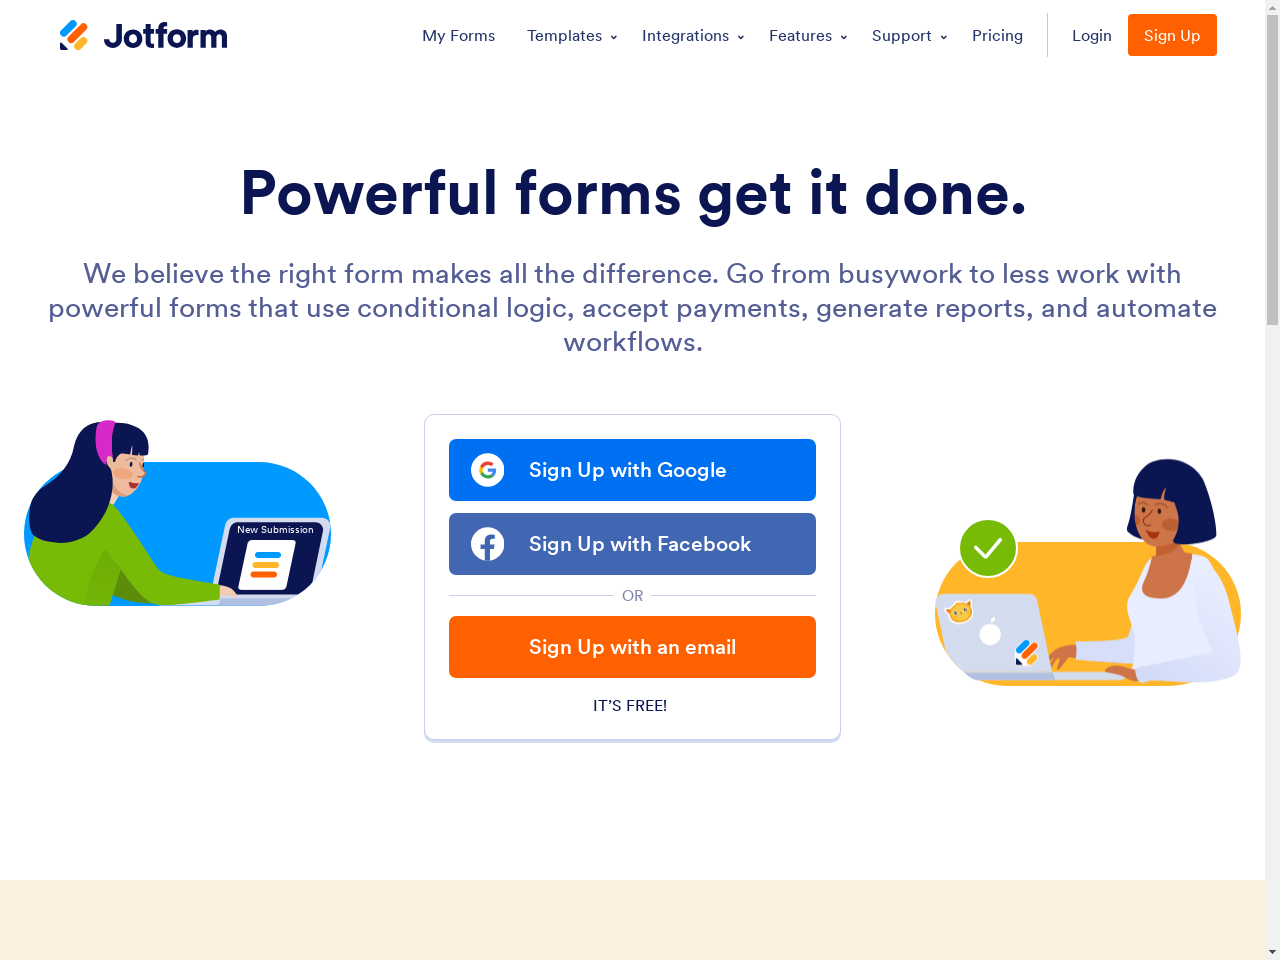 Jotform
My Forms Templates Integrations Features Support Pricing Login Sign Up
Powerful forms get it done.
We believe the right form makes all the difference. Go from busywork to less work with
powerful forms that use conditional logic, accept payments, generate reports, and automate
workflows.
New Submission
Sign Up with Google
Sign Up with Facebook
OR
Sign Up with an email
IT’S FREE!